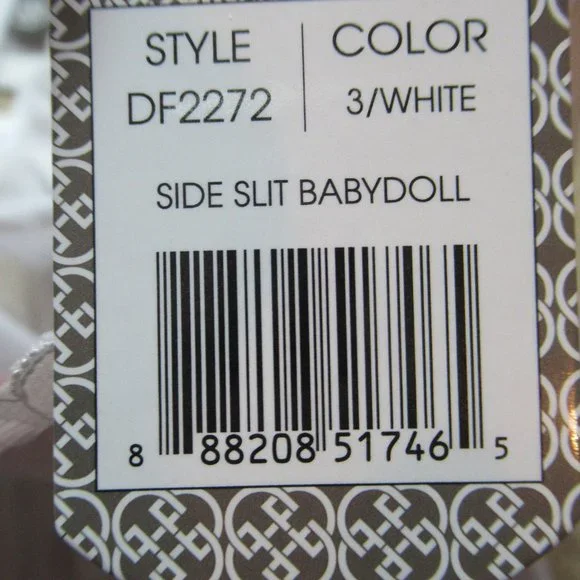 STYLE COLOR
DF2272 3/WHITE
SIDE SLIT BABYDOLL
8 88208 51746 5